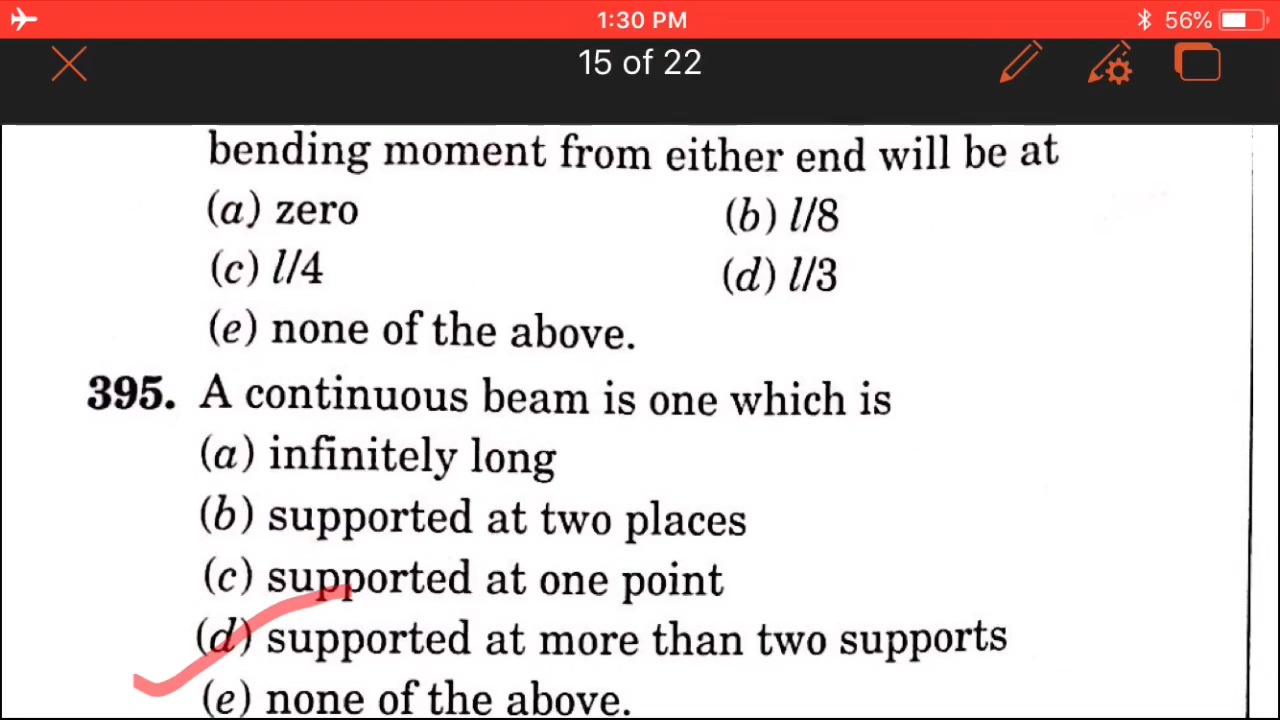 1:30 PM
56%
15 of 22
bending moment from either end will be at
(a) zero (b) l/8
(c) l/4 (d) l/3
(e) none of the above.
395. A continuous beam is one which is
(a) infinitely long
(b) supported at two places
(c) supported at one point
(d) supported at more than two supports
(e) none of the above.